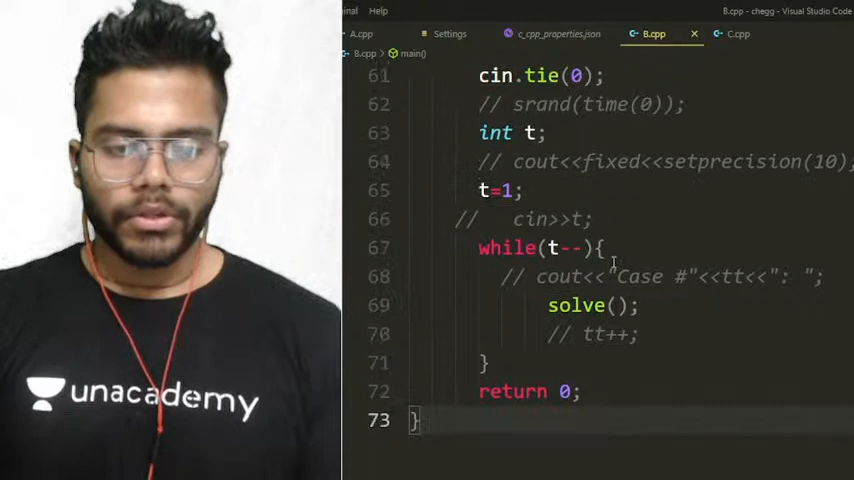 inal Help
B.cpp - chegg - Visual Studio Code
A.cpp Settings c_cpp_properties.json B.cpp C.cpp
B.cpp > main()
61 cin.tie(0);
62 // srand(time(0));
63 int t;
64 // cout<<fixed<<setprecision(10);
65 t=1;
66 // cin>>t;
67 while(t--){
68 // cout<<"Case #"<<tt<<": ";
69 solve();
70 // tt++;
71 }
72 return 0;
73 }
unacademy